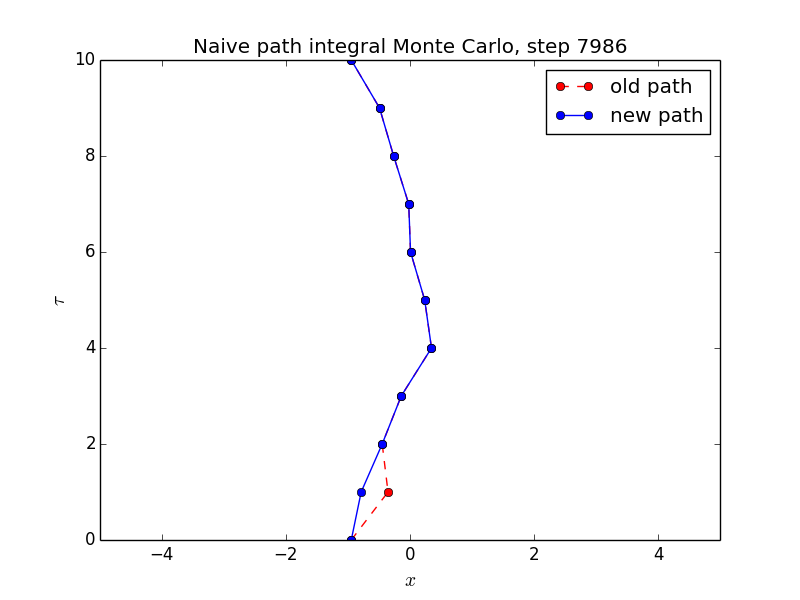 Naive path integral Monte Carlo, step 7986
old path
new path
10
8
6
4
2
0
τ
−4
−2
0
2
4
x